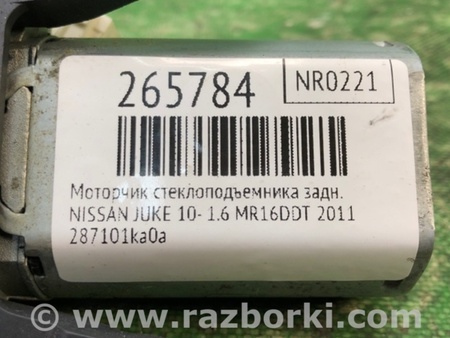 265784
NR0221
Моторчик стеклоподъемника задн.
NISSAN JUKE 10- 1.6 MR16DDT 2011
287101ka0a
© www.razborki.com